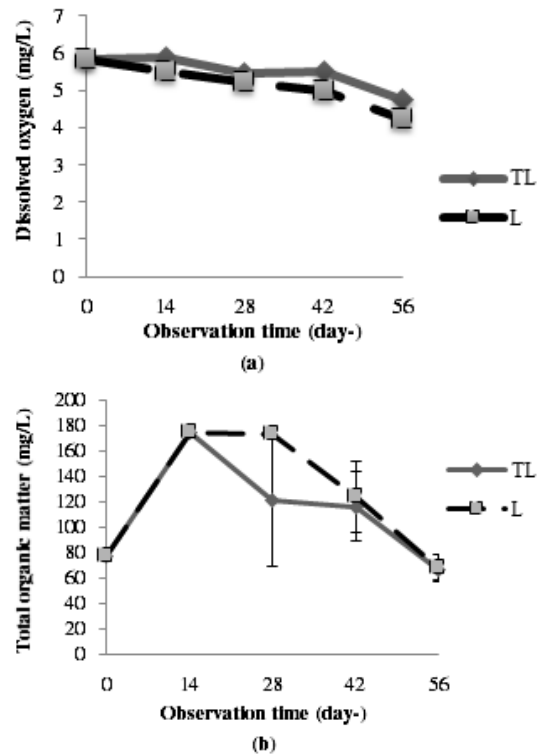 7
6
5
4
3
2
1
0
Dissolved oxygen (mg/L)
0 14 28 42 56
Observation time (day-)
TL
L
(a)
200
180
160
140
120
100
80
60
40
20
0
Total organic matter (mg/L)
0 14 28 42 56
Observation time (day-)
TL
L
(b)